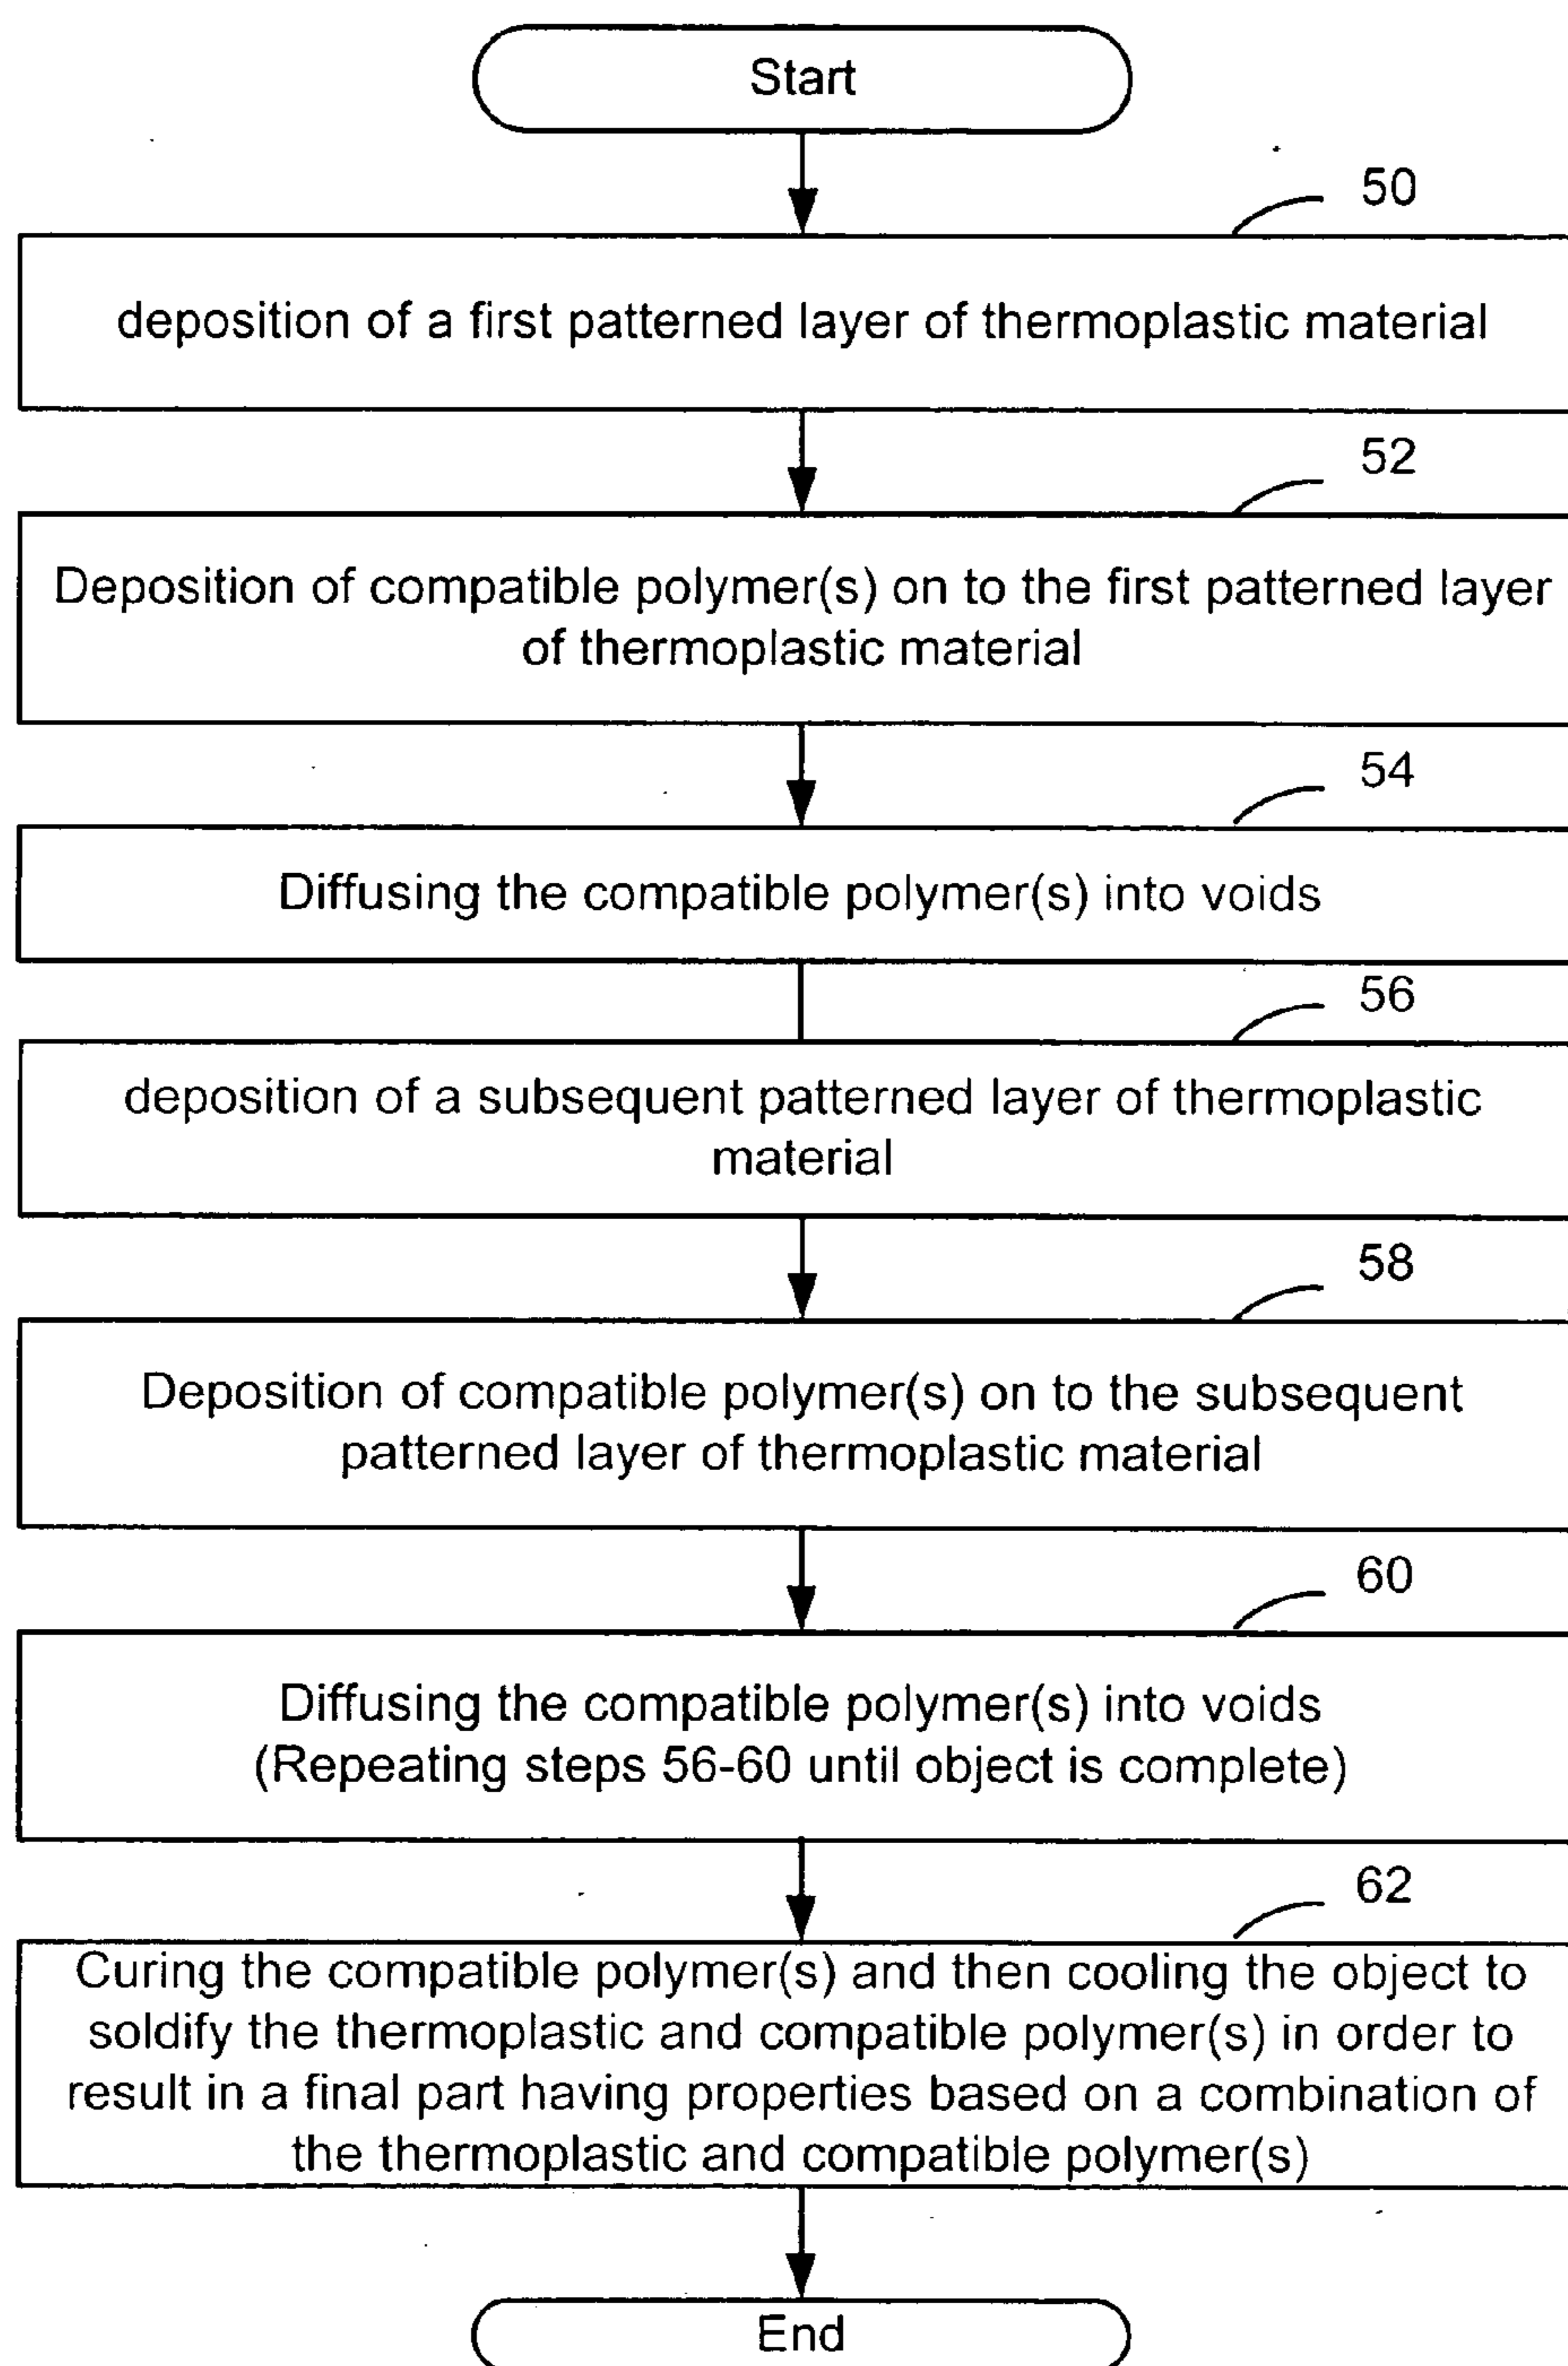 Start
50
deposition of a first patterned layer of thermoplastic material
52
Deposition of compatible polymer(s) on to the first patterned layer
of thermoplastic material
54
Diffusing the compatible polymer(s) into voids
56
deposition of a subsequent patterned layer of thermoplastic
material
58
Deposition of compatible polymer(s) on to the subsequent
patterned layer of thermoplastic material
60
Diffusing the compatible polymer(s) into voids
(Repeating steps 56-60 until object is complete)
62
Curing the compatible polymer(s) and then cooling the object to
soldify the thermoplastic and compatible polymer(s) in order to
result in a final part having properties based on a combination of
the thermoplastic and compatible polymer(s)
End